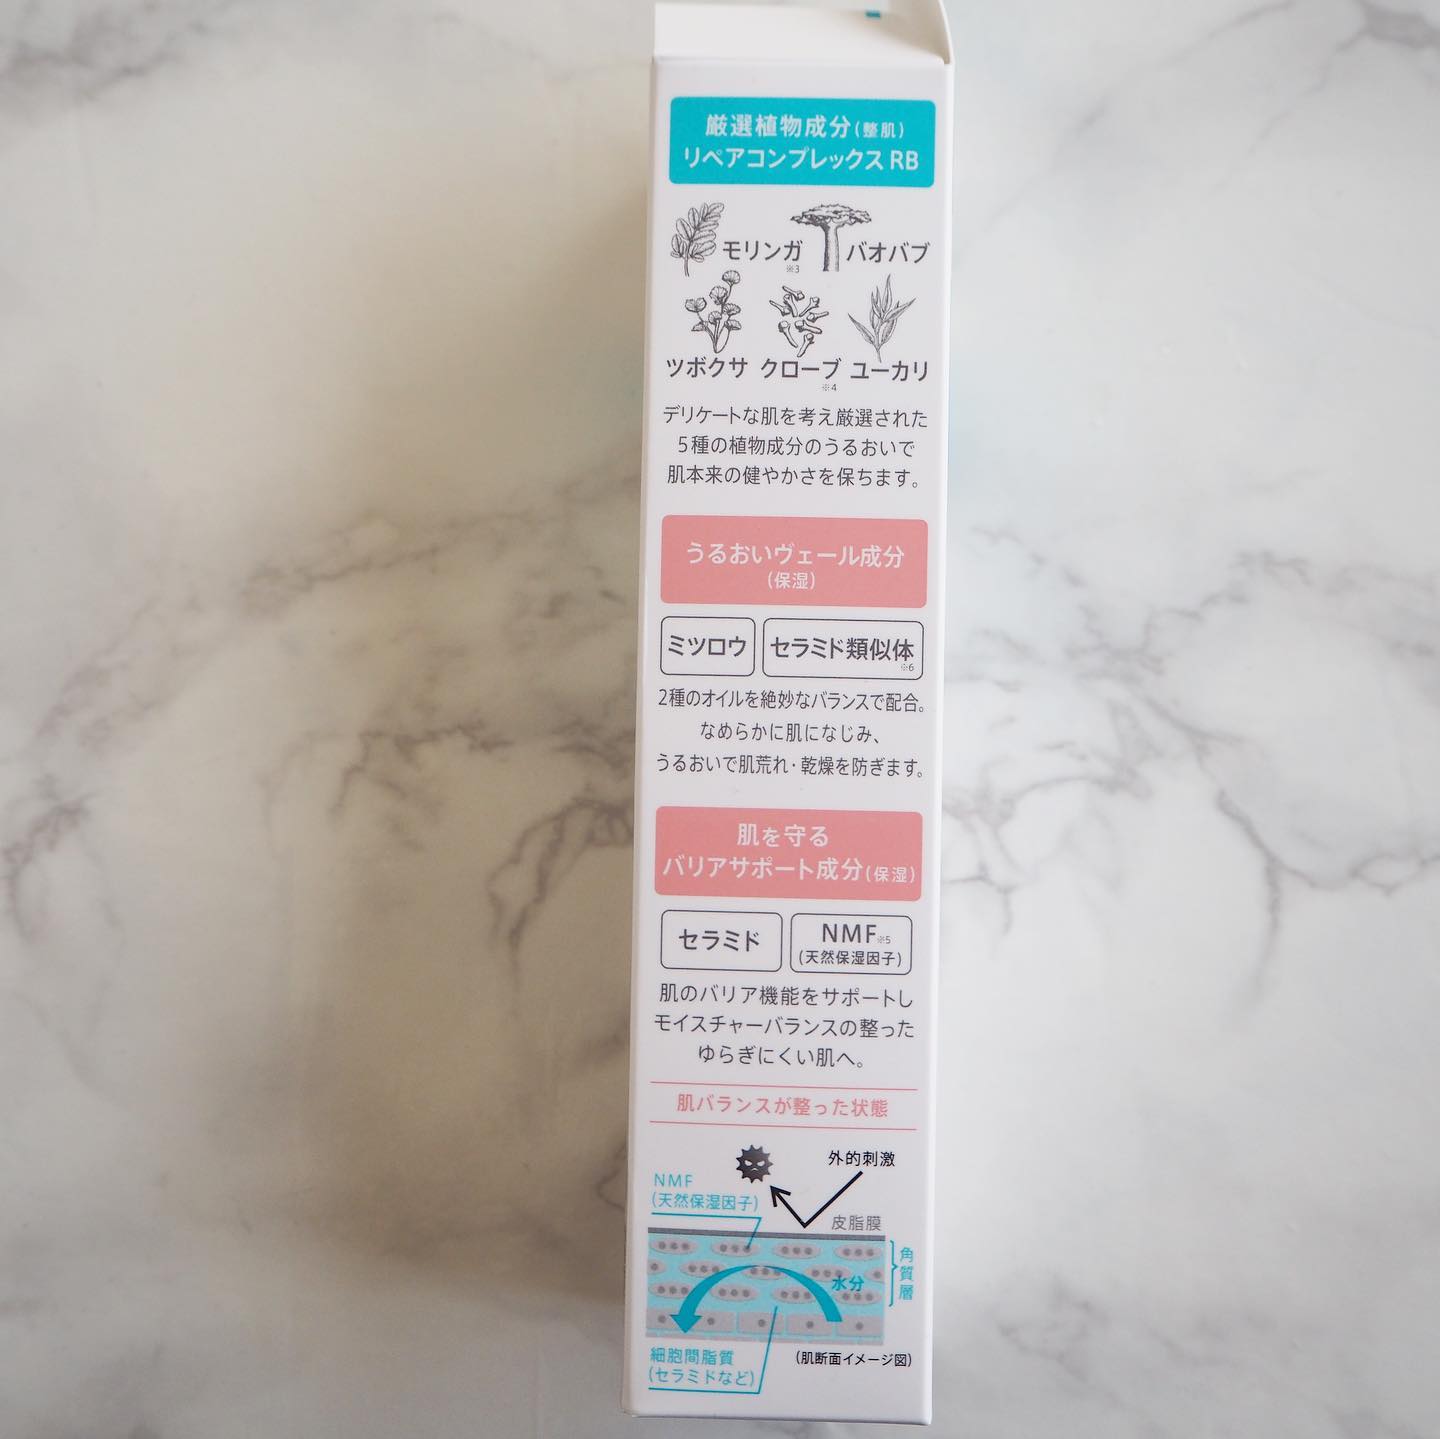 厳選植物成分(整肌)
リペアコンプレックス RB
モリンガ
※3
バオバブ
ツボクサ
クローブ
※4
ユーカリ
デリケートな肌を考え厳選された
5種の植物成分のうるおいで
肌本来の健やかさを保ちます。
うるおいヴェール成分
(保湿)
ミツロウ
セラミド類似体
※6
2種のオイルを絶妙なバランスで配合。
なめらかに肌になじみ、
うるおいで肌荒れ・乾燥を防ぎます。
肌を守る
バリアサポート成分(保湿)
セラミド
NMF※5
(天然保湿因子)
肌のバリア機能をサポートし
モイスチャーバランスの整った
ゆらぎにくい肌へ。
肌バランスが整った状態
外的刺激
NMF
(天然保湿因子)
皮脂膜
角質層
水分
細胞間脂質
(セラミドなど)
(肌断面イメージ図)